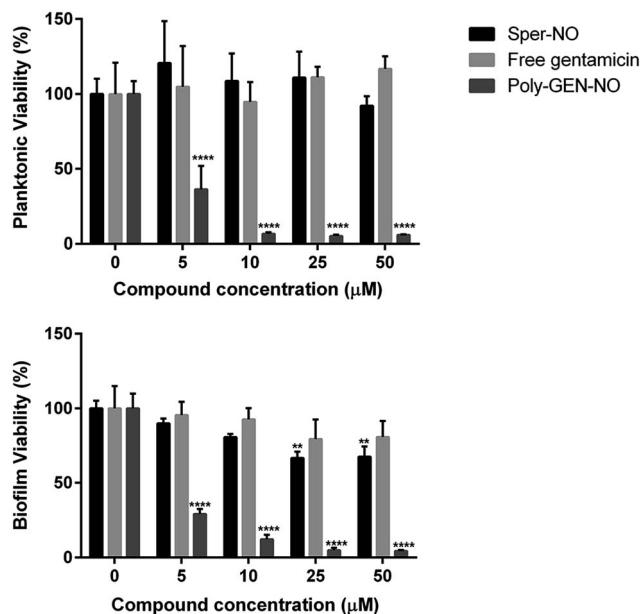 Sper-NO
Free gentamicin
Poly-GEN-NO
Planktonic Viability (%)
150
100
50
0
****
****
****
****
0 5 10 25 50
Compound concentration (μM)
Biofilm Viability (%)
150
100
50
0
**
**
****
****
****
****
0 5 10 25 50
Compound concentration (μM)